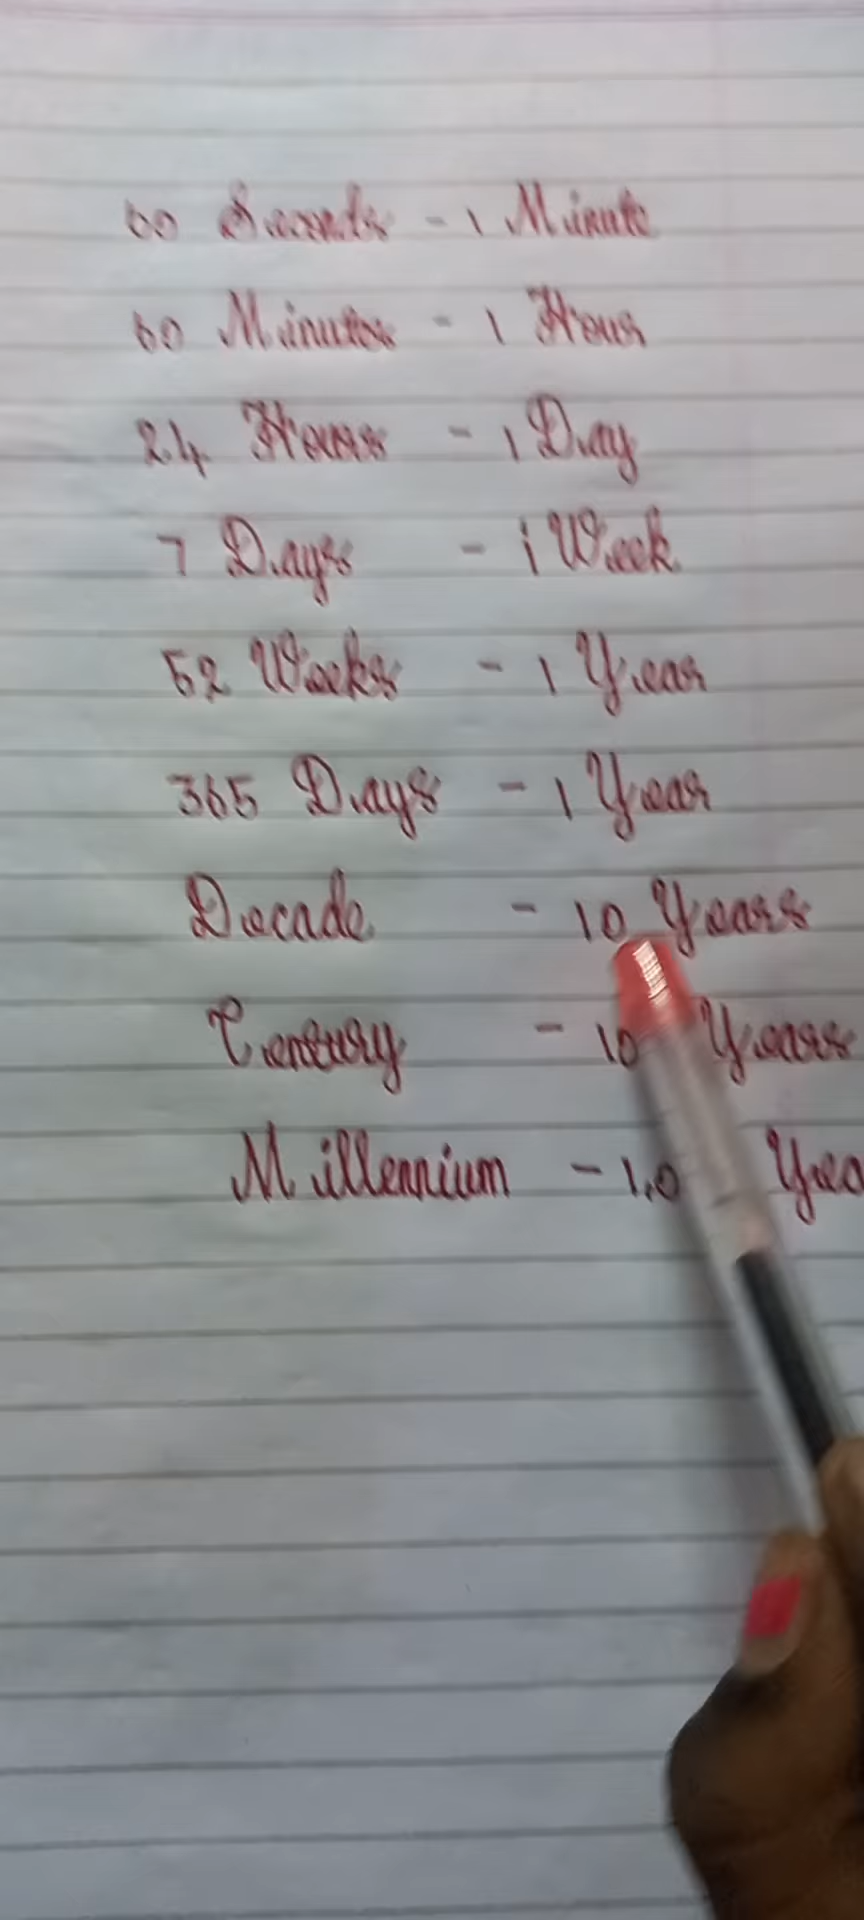 60 Seconds - 1 Minute
60 Minutes - 1 Hour
24 Hours - 1 Day
7 Days - 1 Week
52 Weeks - 1 Year
365 Days - 1 Year
Decade - 10 Years
Century - Years
Millennium -